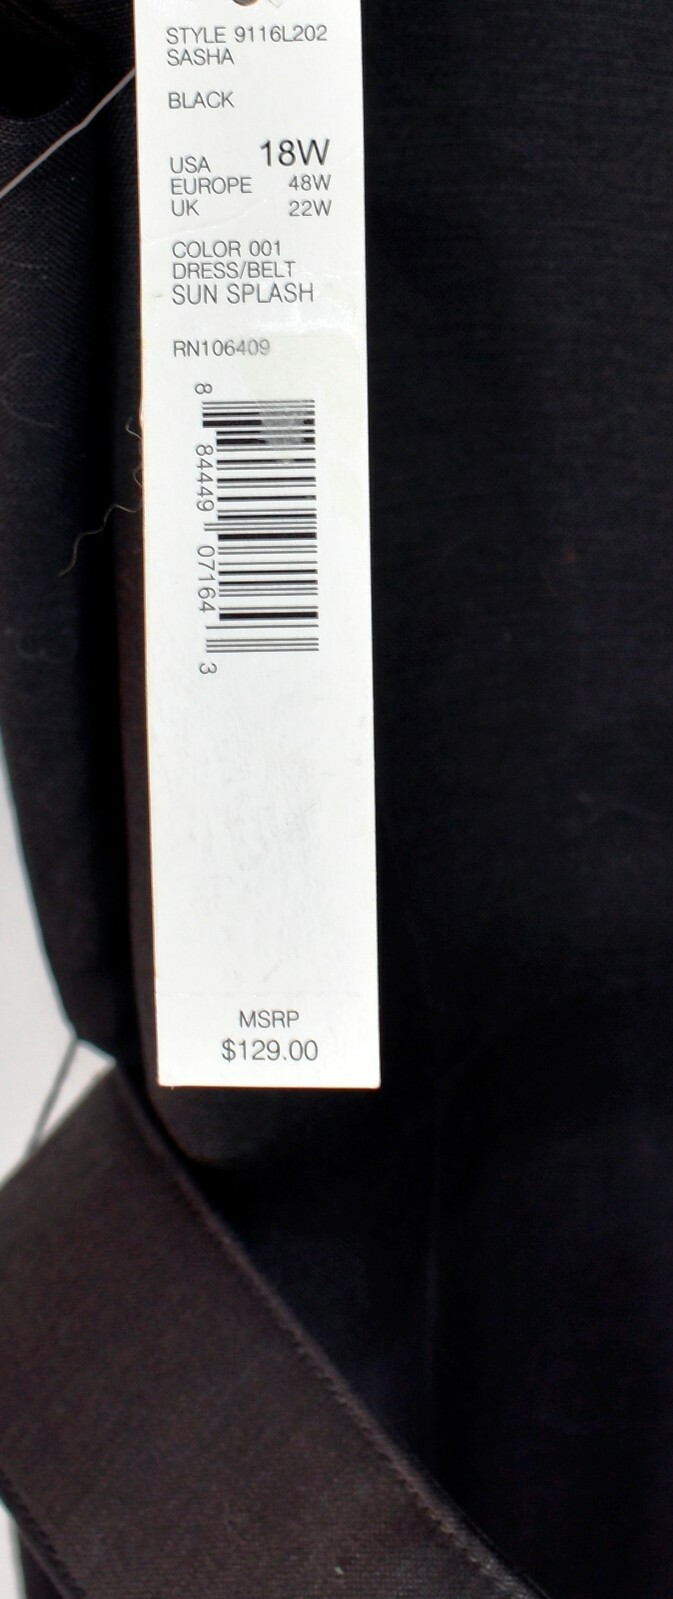 STYLE 9116L202
SASHA
BLACK
USA 18W
EUROPE 48W
UK 22W
COLOR 001
DRESS/BELT
SUN SPLASH
RN106409
8 84449 07164 3
MSRP
$129.00